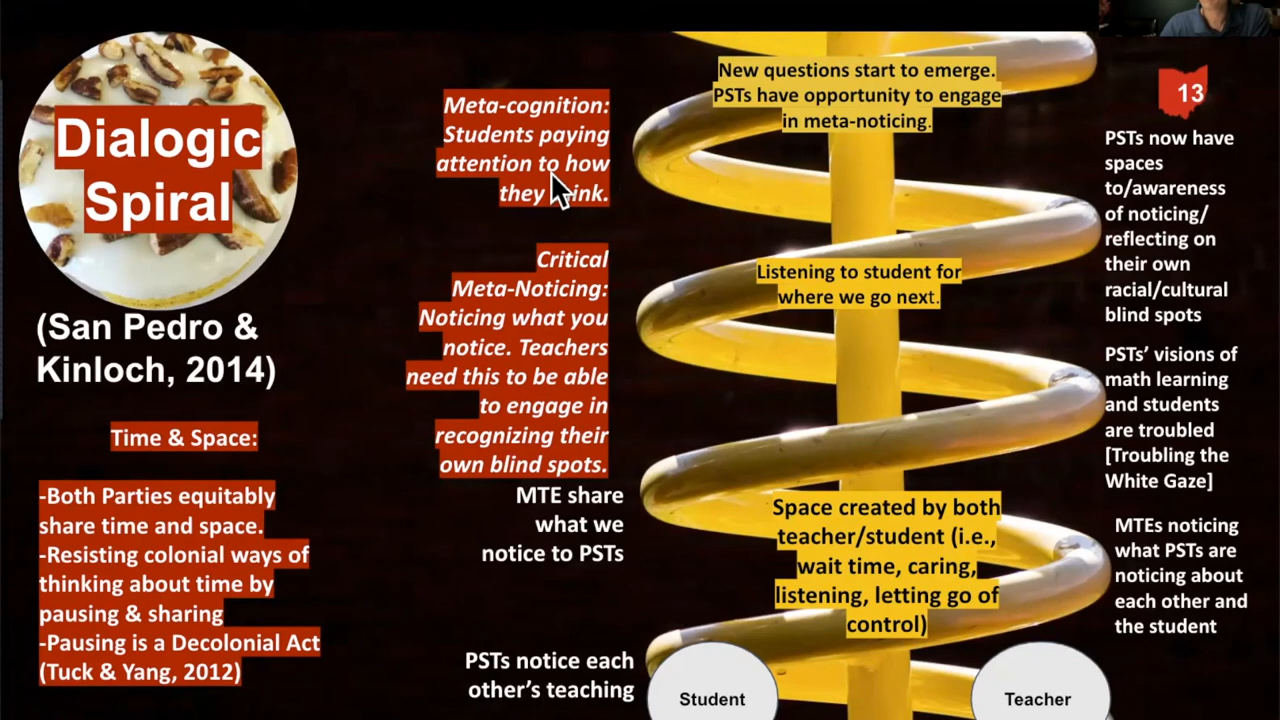 Dialogic
Spiral
(San Pedro &
Kinloch, 2014)
Time & Space:
-Both Parties equitably
share time and space.
-Resisting colonial ways of
thinking about time by
pausing & sharing
-Pausing is a Decolonial Act
(Tuck & Yang, 2012)
Meta-cognition:
Students paying
attention to how
they
Critical
Meta-Noticing:
Noticing what you
notice. Teachers
need this to be able
to engage in
recognizing their
own blind spots.
MTE share
what we
notice to PSTs
PSTs notice each
other's teaching
New questions start to emerge.
PSTs have opportunity to engage
in meta-noticing.
Listening to student for
where we go next.
Space created by both
teacher/student (i.e.,
wait time, caring,
listening, letting go of
control)
Student
Teacher
13
PSTs now have
spaces
to/awareness
of noticing/
reflecting on
their own
racial/cultural
blind spots
PSTs' visions of
math learning
and students
are troubled
[Troubling the
White Gaze]
MTEs noticing
what PSTs are
noticing about
each other and
the student